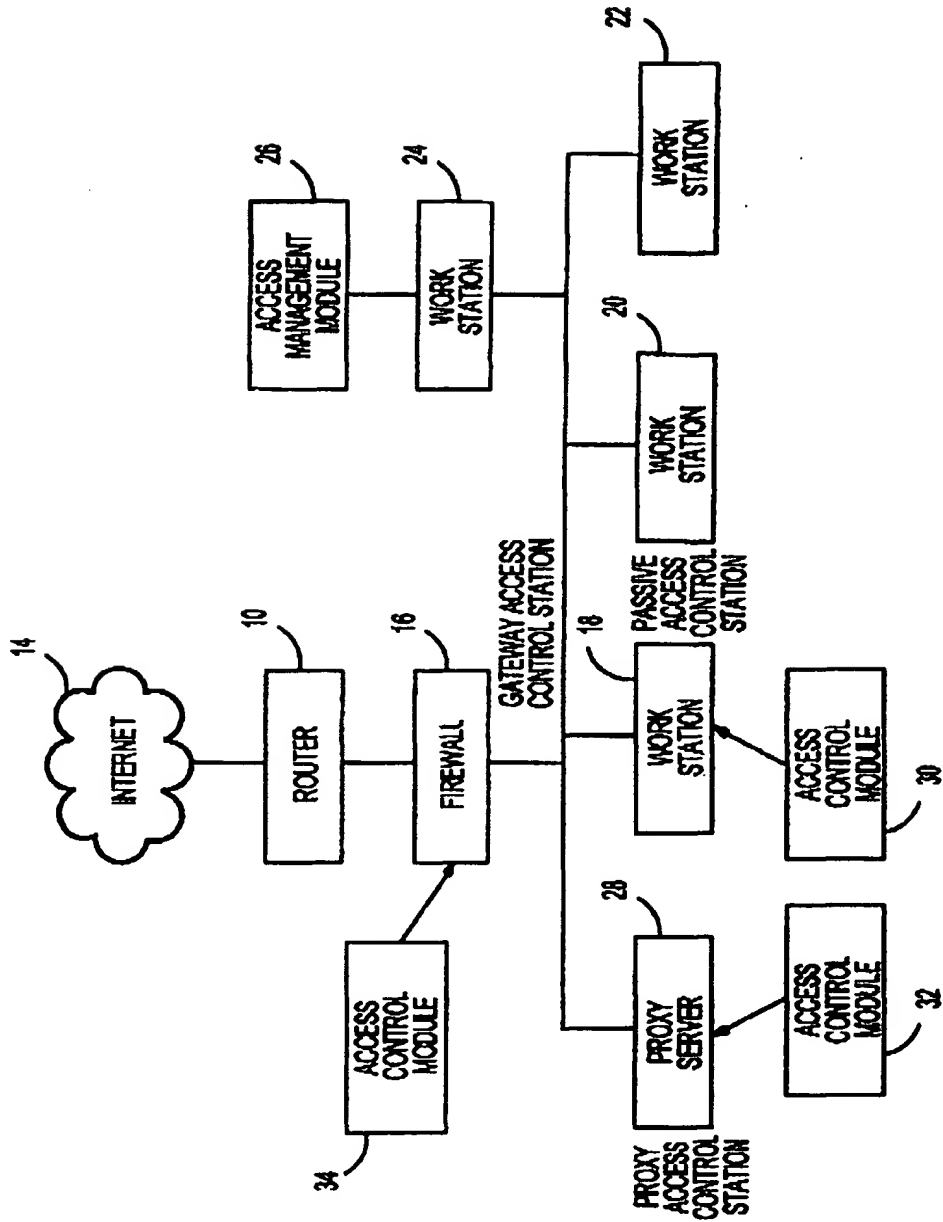 14
INTERNET
10
ROUTER
16
FIREWALL
34
ACCESS
CONTROL
MODULE
GATEWAY ACCESS
CONTROL STATION
26
ACCESS
MANAGEMENT
MODULE
24
WORK
STATION
28
PROXY
SERVER
PROXY
ACCESS
CONTROL
STATION
18
WORK
STATION
PASSIVE
ACCESS
CONTROL
STATION
20
WORK
STATION
22
WORK
STATION
ACCESS
CONTROL
MODULE
32
ACCESS
CONTROL
MODULE
30